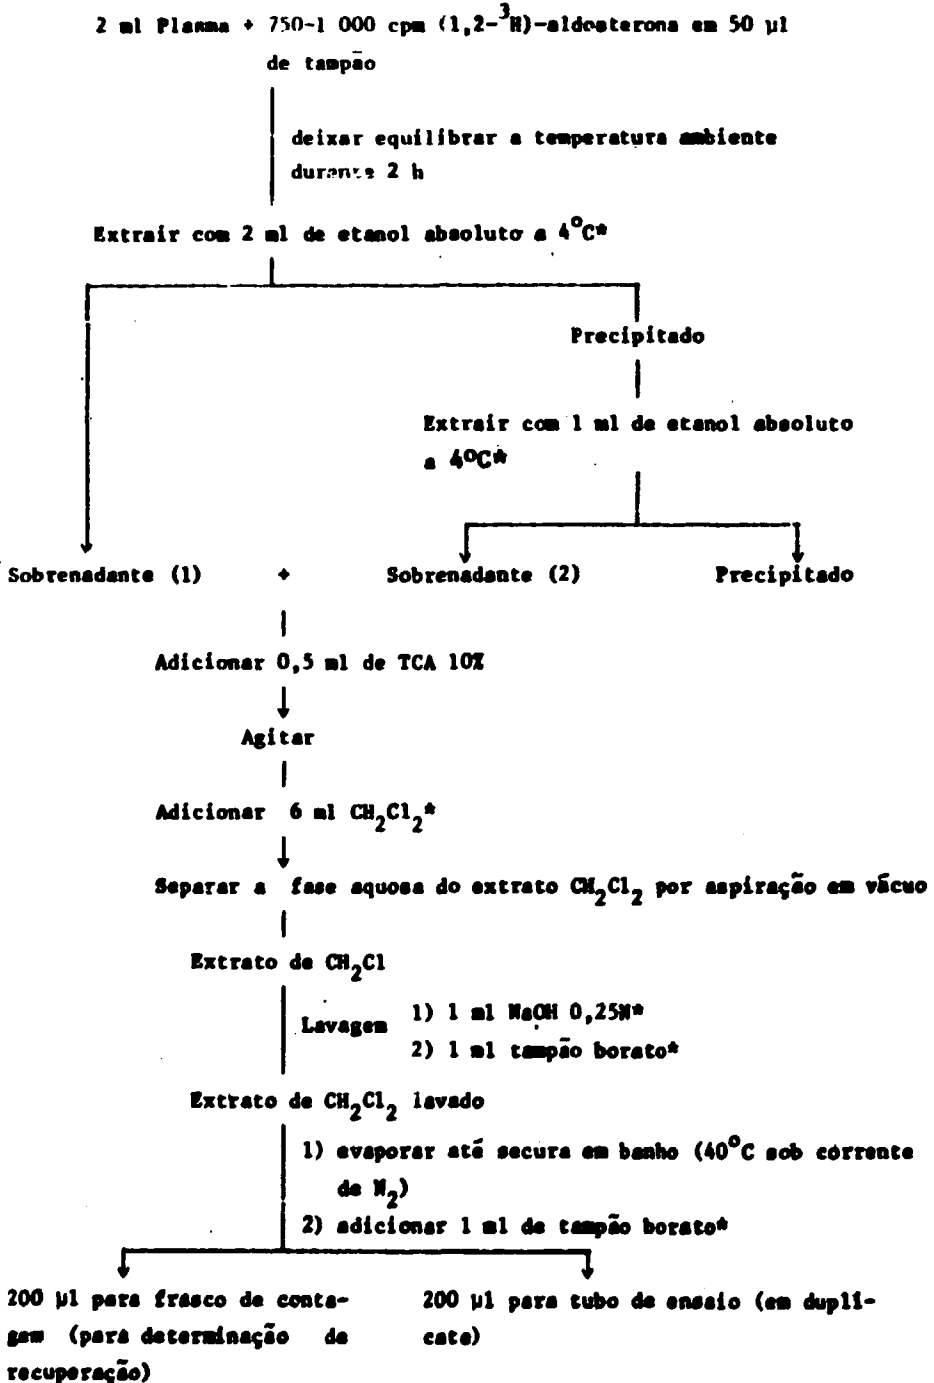 2 ml Plasma + 750-1 000 cpm (1,2-³H)-aldosterona em 50 µl
de tampão
deixar equilibrar a temperatura ambiente
durante 2 h
Extrair com 2 ml de etanol absoluto a 4°C*
Precipitado
Extrair com 1 ml de etanol absoluto
a 4°C*
Sobrenadante (1) + Sobrenadante (2) Precipitado
Adicionar 0,5 ml de TCA 10%
Agitar
Adicionar 6 ml CH₂Cl₂*
Separar a fase aquosa do extrato CH₂Cl₂ por aspiração em vácuo
Extrato de CH₂Cl
Lavagem 1) 1 ml NaOH 0,25N*
2) 1 ml tampão borato*
Extrato de CH₂Cl₂ lavado
1) evaporar até secura em banho (40°C sob corrente
de N₂)
2) adicionar 1 ml de tampão borato*
200 µl para frasco de conta- 200 µl para tubo de ensaio (em dupli-
gem (para determinação de cate)
recuperação)